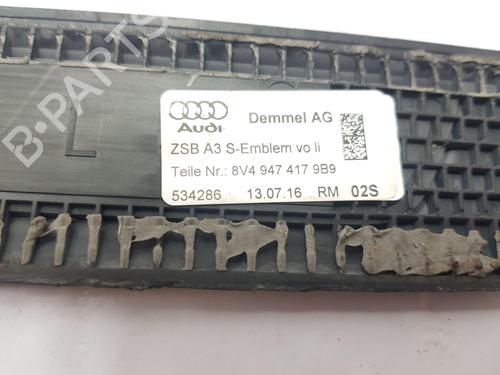 B-PARTS
L
Audi
Demmel AG
ZSB A3 S-Emblem vo li
Teile Nr.: 8V4 947 417 9B9
534286 13.07.16 RM 02S